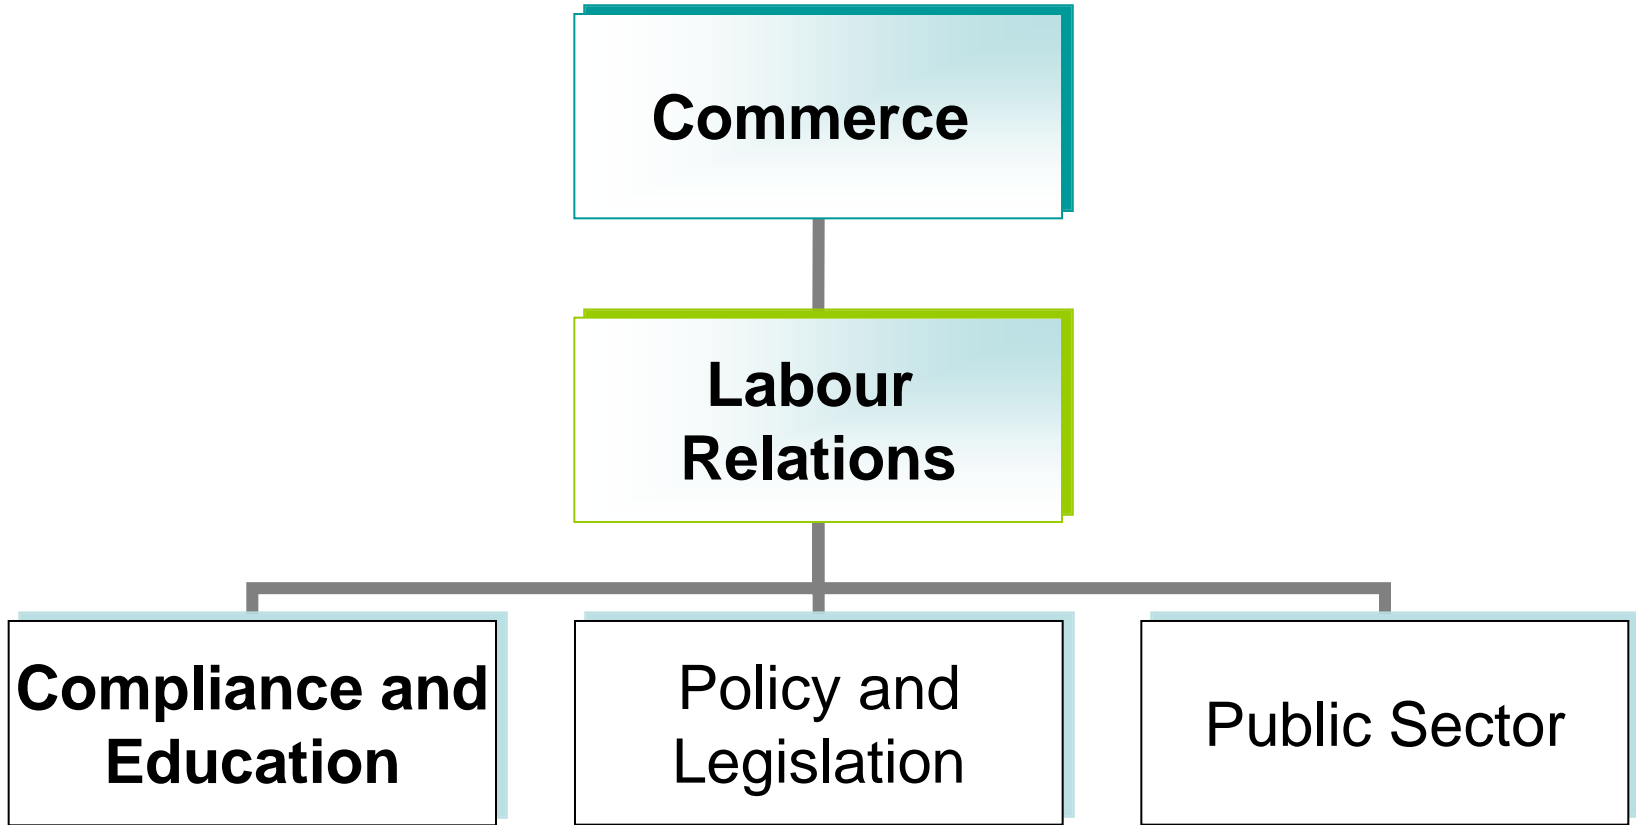 Commerce
Labour
Relations
Compliance and
Education
Policy and
Legislation
Public Sector